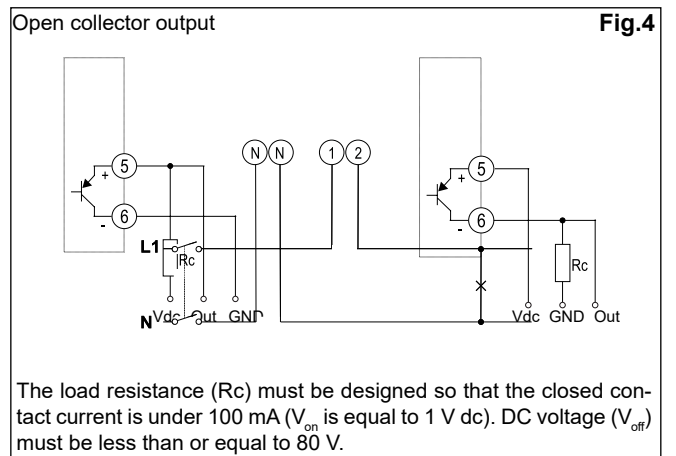 Open collector output Fig.4
5
+
-
6
N N 1 2
5
+
-
6
L1
Rc
Rc
N
Vdc Out GND
Vdc GND Out
The load resistance (Rc) must be designed so that the closed con-
tact current is under 100 mA (Von is equal to 1 V dc). DC voltage (Voff)
must be less than or equal to 80 V.